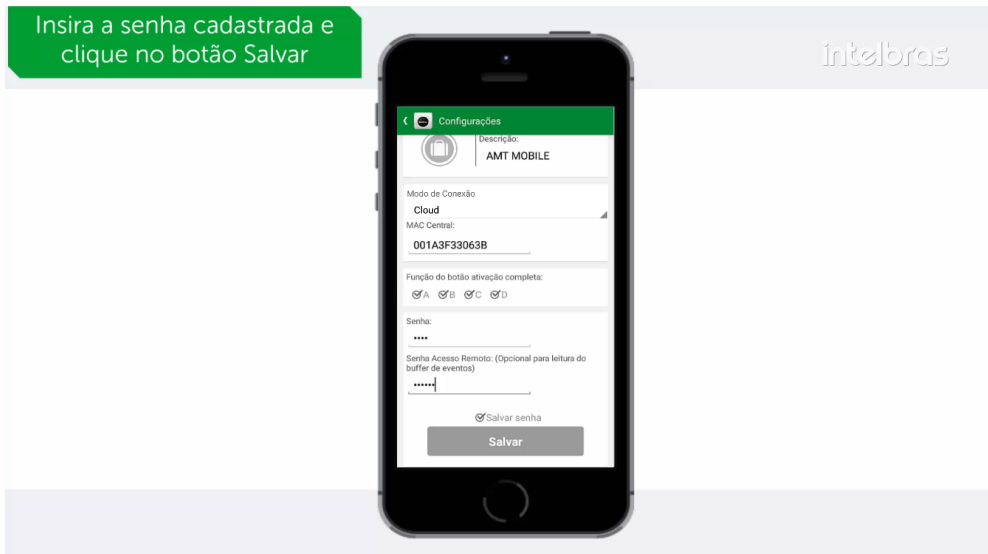 Insira a senha cadastrada e
clique no botão Salvar
intelbras
Configurações
Descrição:
AMT MOBILE
Modo de Conexão
Cloud
MAC Central:
001A3F33063B
Função do botão ativação completa:
A B C D
Senha:
••••
Senha Acesso Remoto: (Opcional para leitura do
buffer de eventos)
••••••
Salvar senha
Salvar